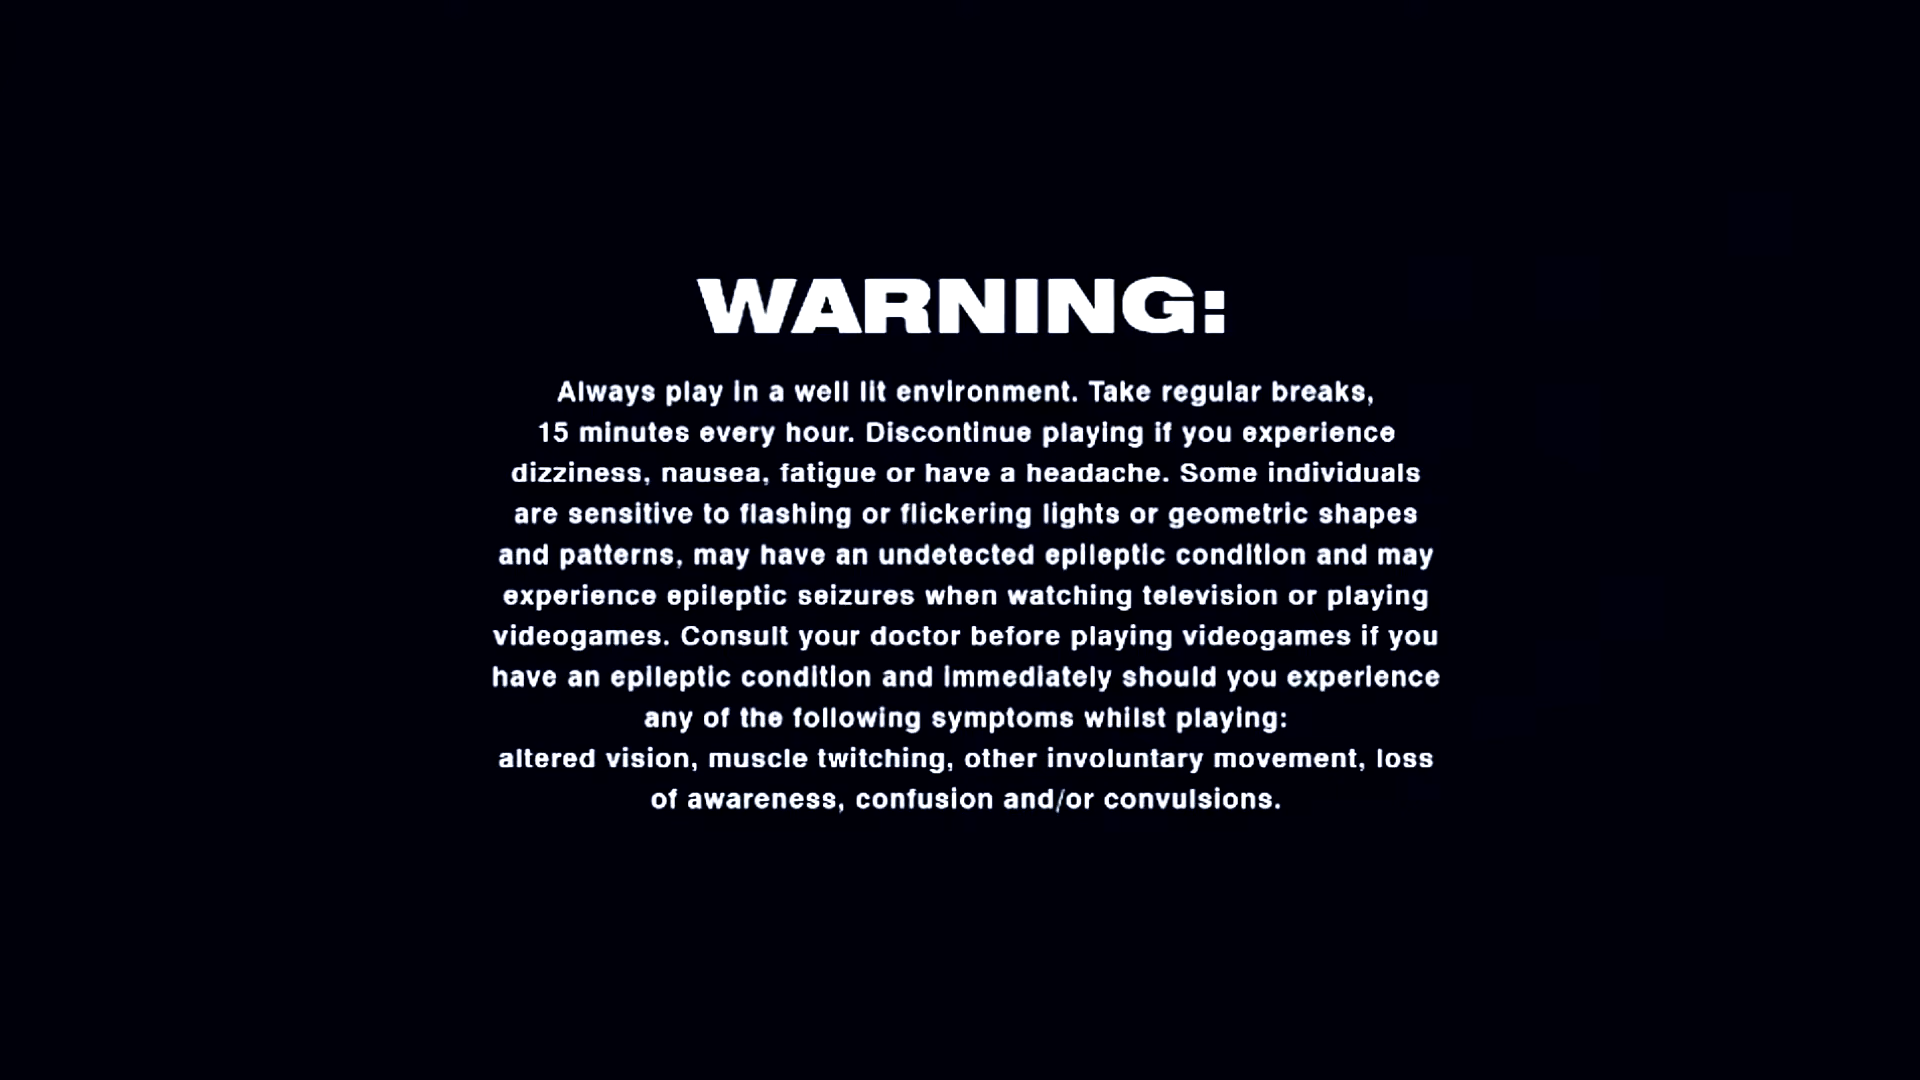 WARNING:
Always play in a well lit environment. Take regular breaks,
15 minutes every hour. Discontinue playing if you experience
dizziness, nausea, fatigue or have a headache. Some individuals
are sensitive to flashing or flickering lights or geometric shapes
and patterns, may have an undetected epileptic condition and may
experience epileptic seizures when watching television or playing
videogames. Consult your doctor before playing videogames if you
have an epileptic condition and immediately should you experience
any of the following symptoms whilst playing:
altered vision, muscle twitching, other involuntary movement, loss
of awareness, confusion and/or convulsions.